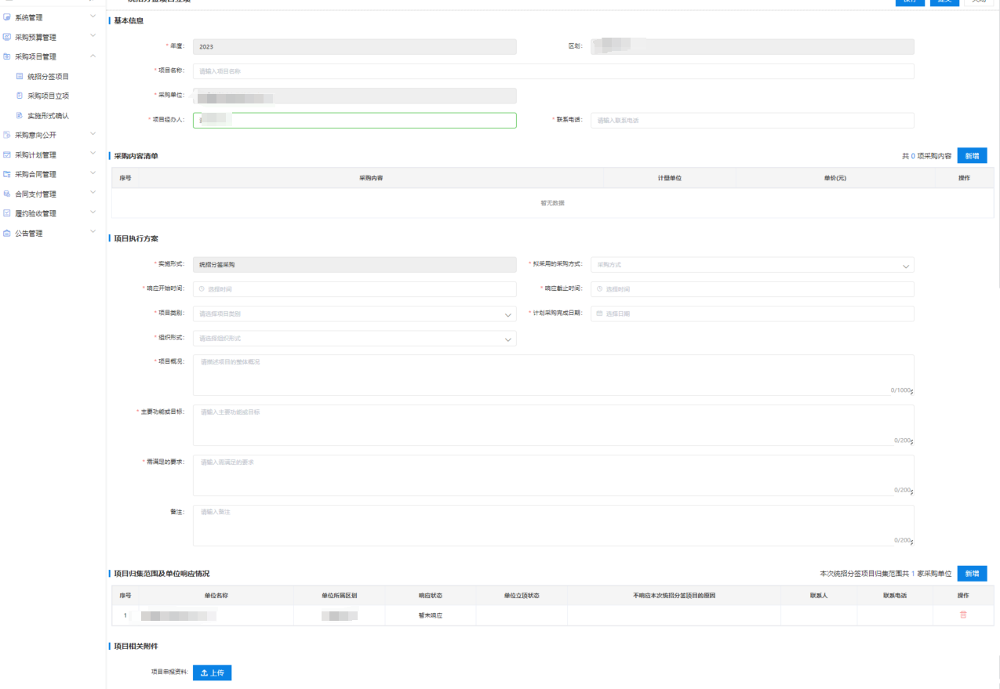 统招分签项目立项
保存 提交 关闭
系统管理
采购预算管理
采购项目管理
统招分签项目
采购项目立项
实施形式确认
采购意向公开
采购计划管理
采购合同管理
合同支付管理
履约验收管理
公告管理
基本信息
* 年度: 2023 区划:
* 项目名称: 请输入项目名称
* 采购单位:
* 项目经办人: * 联系电话: 请输入联系电话
采购内容清单 共 0 项采购内容 新增
序号 采购内容 计量单位 单价(元) 操作
暂无数据
项目执行方案
* 实施形式: 统招分签采购 * 拟采用的采购方式: 采购方式
* 响应开始时间: 选择时间 * 响应截止时间: 选择时间
* 项目类别: 请选择项目类别 * 计划采购完成日期: 选择日期
* 组织形式: 请选择组织形式
* 项目概况: 请描述项目的整体概况
0/1000
* 主要功能或目标: 请输入主要功能或目标
0/200
* 需满足的要求: 请输入需满足的要求
0/200
备注: 请输入备注
0/200
项目归集范围及单位响应情况 本次统招分签项目归集范围共 1 家采购单位 新增
序号 单位名称 单位所属区划 响应状态 单位立项状态 不响应本次统招分签项目的原因 联系人 联系电话 操作
1 暂未响应
项目相关附件
项目申报资料: 上传